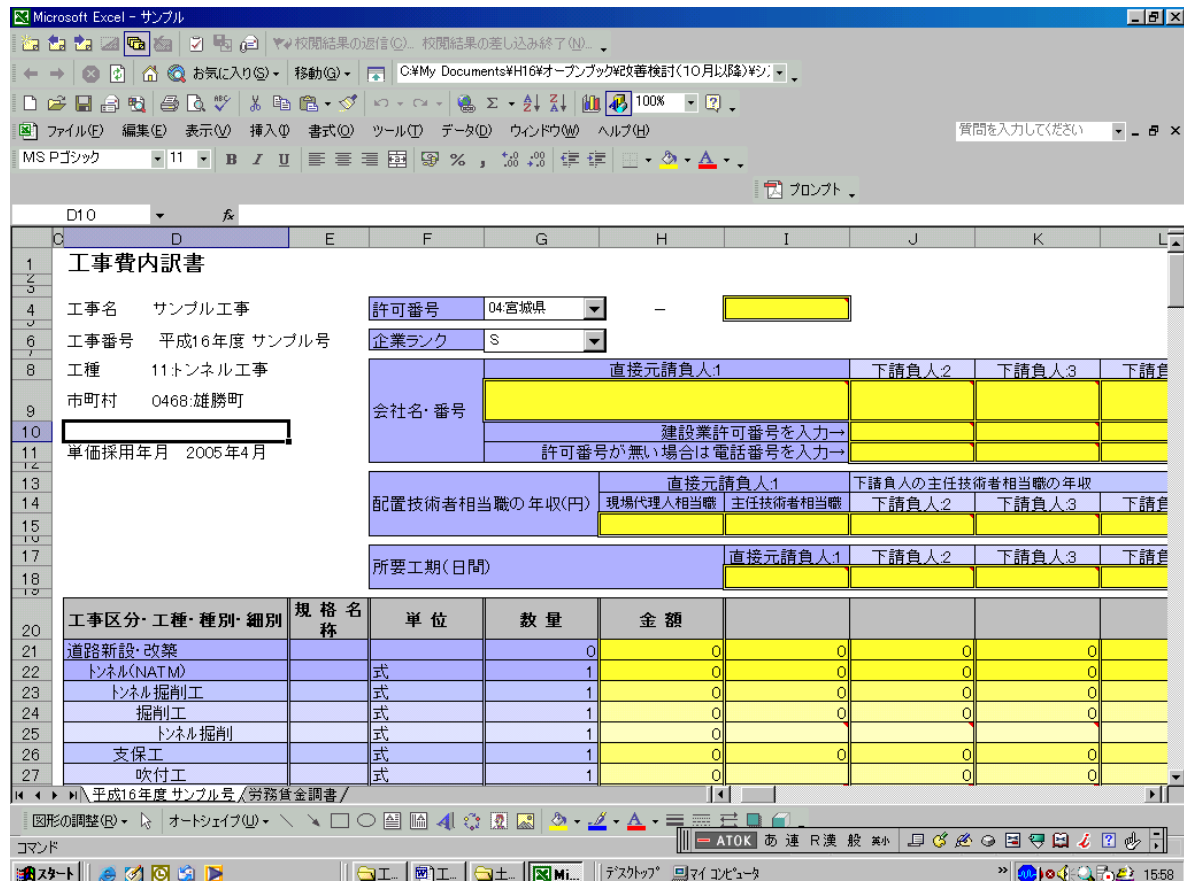 Microsoft Excel - サンプル
校閲結果の返信(C)... 校閲結果の差し込み終了(N)...
お気に入り(S) 移動(G) C:¥My Documents¥H16¥オープンブック¥改善検討(10月以降)¥シ
100%
ファイル(F) 編集(E) 表示(V) 挿入(I) 書式(O) ツール(T) データ(D) ウィンドウ(W) ヘルプ(H) 質問を入力してください
MS Pゴシック 11 B I U % ,
プロンプト
D10 fx
C D E F G H I J K L
1 工事費内訳書
2
3
4 工事名 サンプル工事 許可番号 04:宮城県 －
5
6 工事番号 平成16年度 サンプル号 企業ランク S
7
8 工種 11:トンネル工事 直接元請負人:1 下請負人:2 下請負人:3 下請負
9 市町村 0468:雄勝町 会社名・番号
10 建設業許可番号を入力→
11 単価採用年月 2005年4月 許可番号が無い場合は電話番号を入力→
12
13 直接元請負人:1 下請負人の主任技術者相当職の年収
14 配置技術者相当職の年収(円) 現場代理人相当職 主任技術者相当職 下請負人:2 下請負人:3 下請負
15
16
17 所要工期(日間) 直接元請負人:1 下請負人:2 下請負人:3 下請負
18
19
20 工事区分・工種・種別・細別 規格名称 単位 数量 金額
21 道路新設・改築 0 0 0 0 0
22 トンネル(NATM) 式 1 0 0 0 0
23 トンネル掘削工 式 1 0 0 0 0
24 掘削工 式 1 0 0 0 0
25 トンネル掘削 式 1 0
26 支保工 式 1 0 0 0 0
27 吹付工 式 1 0 0 0
平成16年度 サンプル号 労務賃金調書
図形の調整(R) オートシェイプ(U)
コマンド ATOK あ 連 R漢 般 英小
スタート 工... 工... 土... Mi... デスクトップ マイ コンピュータ » 15:58